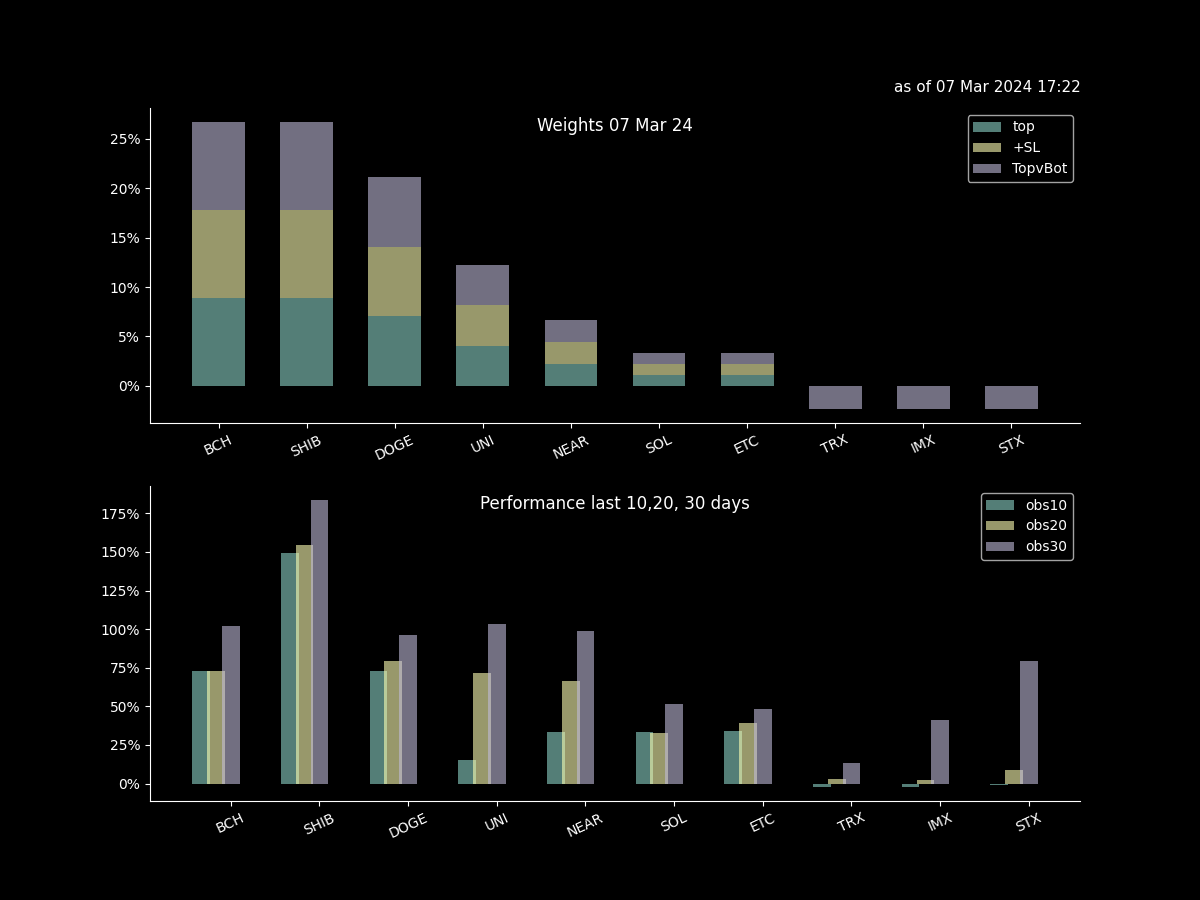 as of 07 Mar 2024 17:22
Weights 07 Mar 24
top
+SL
TopvBot
25%
20%
15%
10%
5%
0%
BCH SHIB DOGE UNI NEAR SOL ETC TRX IMX STX
Performance last 10,20, 30 days
obs10
obs20
obs30
175%
150%
125%
100%
75%
50%
25%
0%
BCH SHIB DOGE UNI NEAR SOL ETC TRX IMX STX